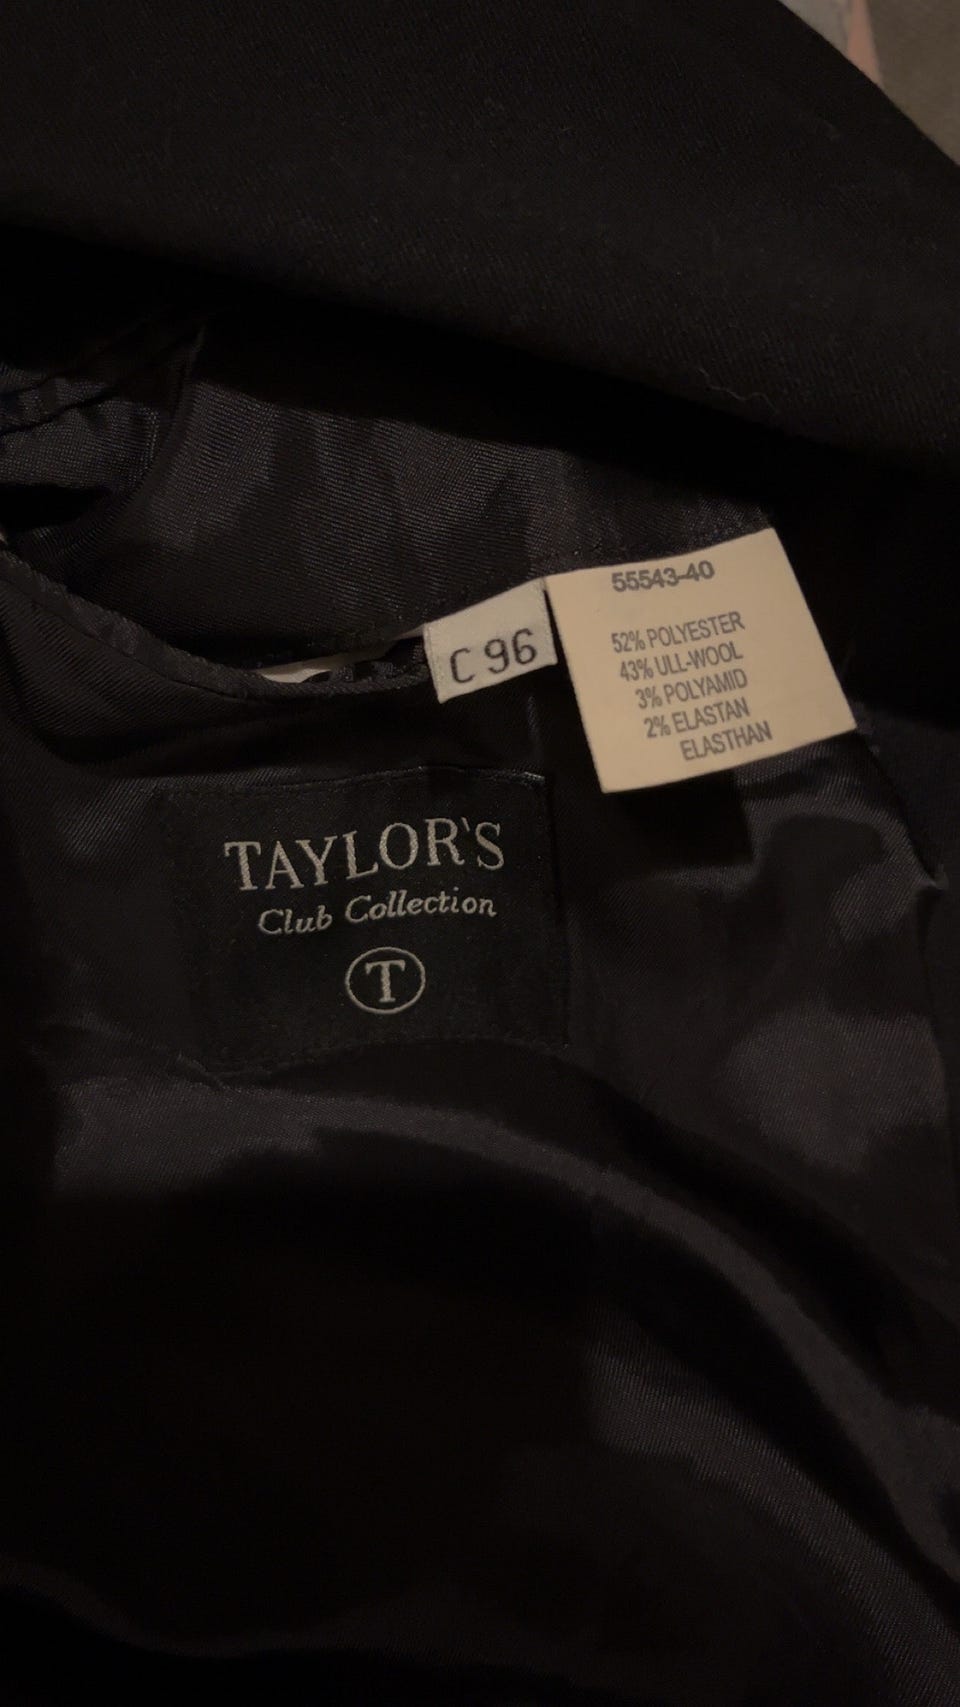 55543-40
52% POLYESTER
43% ULL-WOOL
3% POLYAMID
2% ELASTAN
ELASTHAN
C 96
TAYLOR'S
Club Collection
T